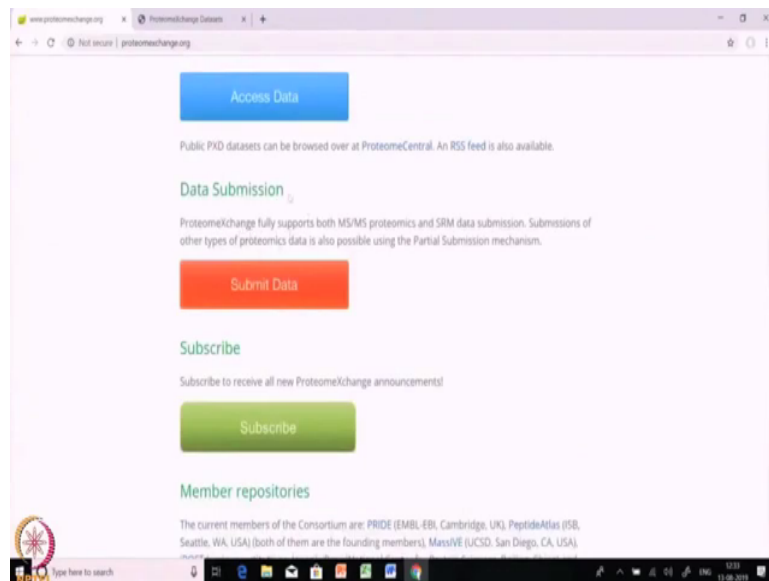 www.proteomexchange.org
ProteomeXchange Datasets
Not secure | proteomexchange.org
Access Data
Public PXD datasets can be browsed over at ProteomeCentral. An RSS feed is also available.
Data Submission
ProteomeXchange fully supports both MS/MS proteomics and SRM data submission. Submissions of
other types of proteomics data is also possible using the Partial Submission mechanism.
Submit Data
Subscribe
Subscribe to receive all new ProteomeXchange announcements!
Subscribe
Member repositories
The current members of the Consortium are: PRIDE (EMBL-EBI, Cambridge, UK), PeptideAtlas (ISB,
Seattle, WA, USA) (both of them are the founding members), MassIVE (UCSD, San Diego, CA, USA),
Type here to search
ENG
12:33
13-08-2019